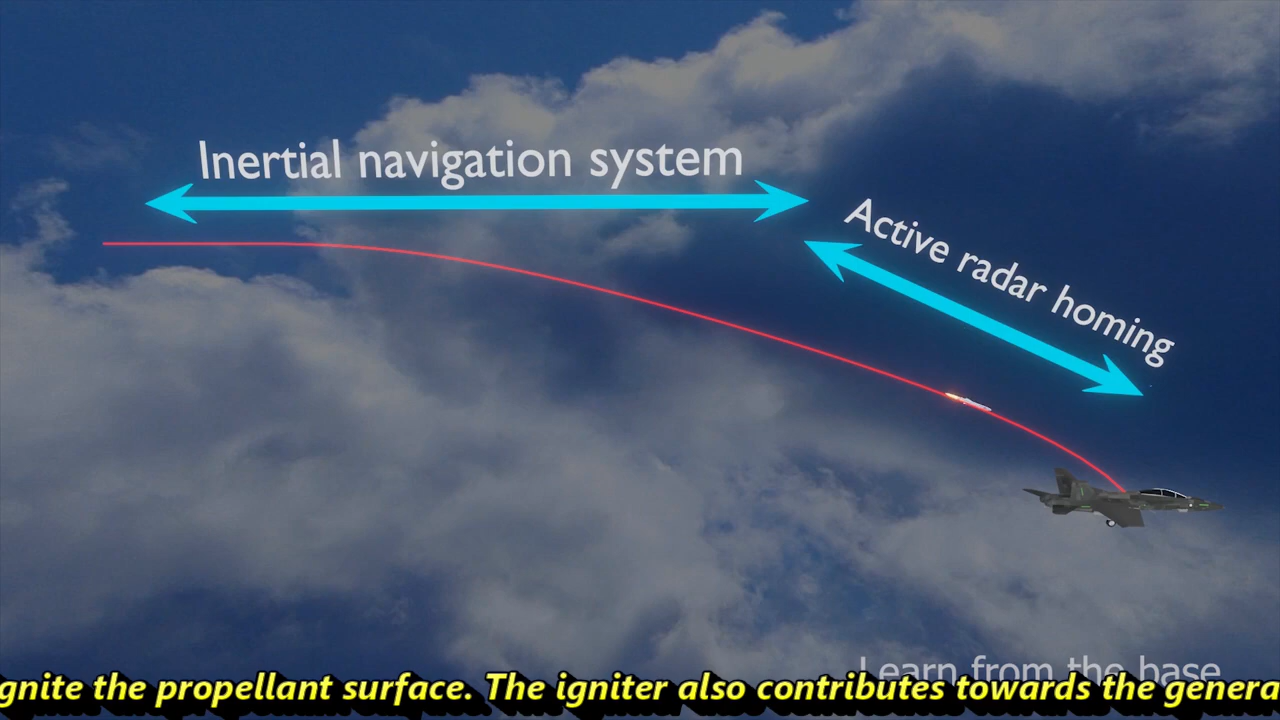 Inertial navigation system
Active radar homing
Learn from the base
gnite the propellant surface. The igniter also contributes towards the genera